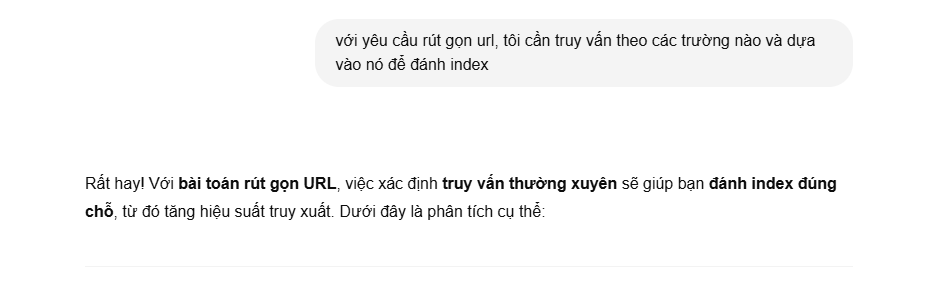 với yêu cầu rút gọn url, tôi cần truy vấn theo các trường nào và dựa
vào nó để đánh index
Rất hay! Với bài toán rút gọn URL, việc xác định truy vấn thường xuyên sẽ giúp bạn đánh index đúng
chỗ, từ đó tăng hiệu suất truy xuất. Dưới đây là phân tích cụ thể: